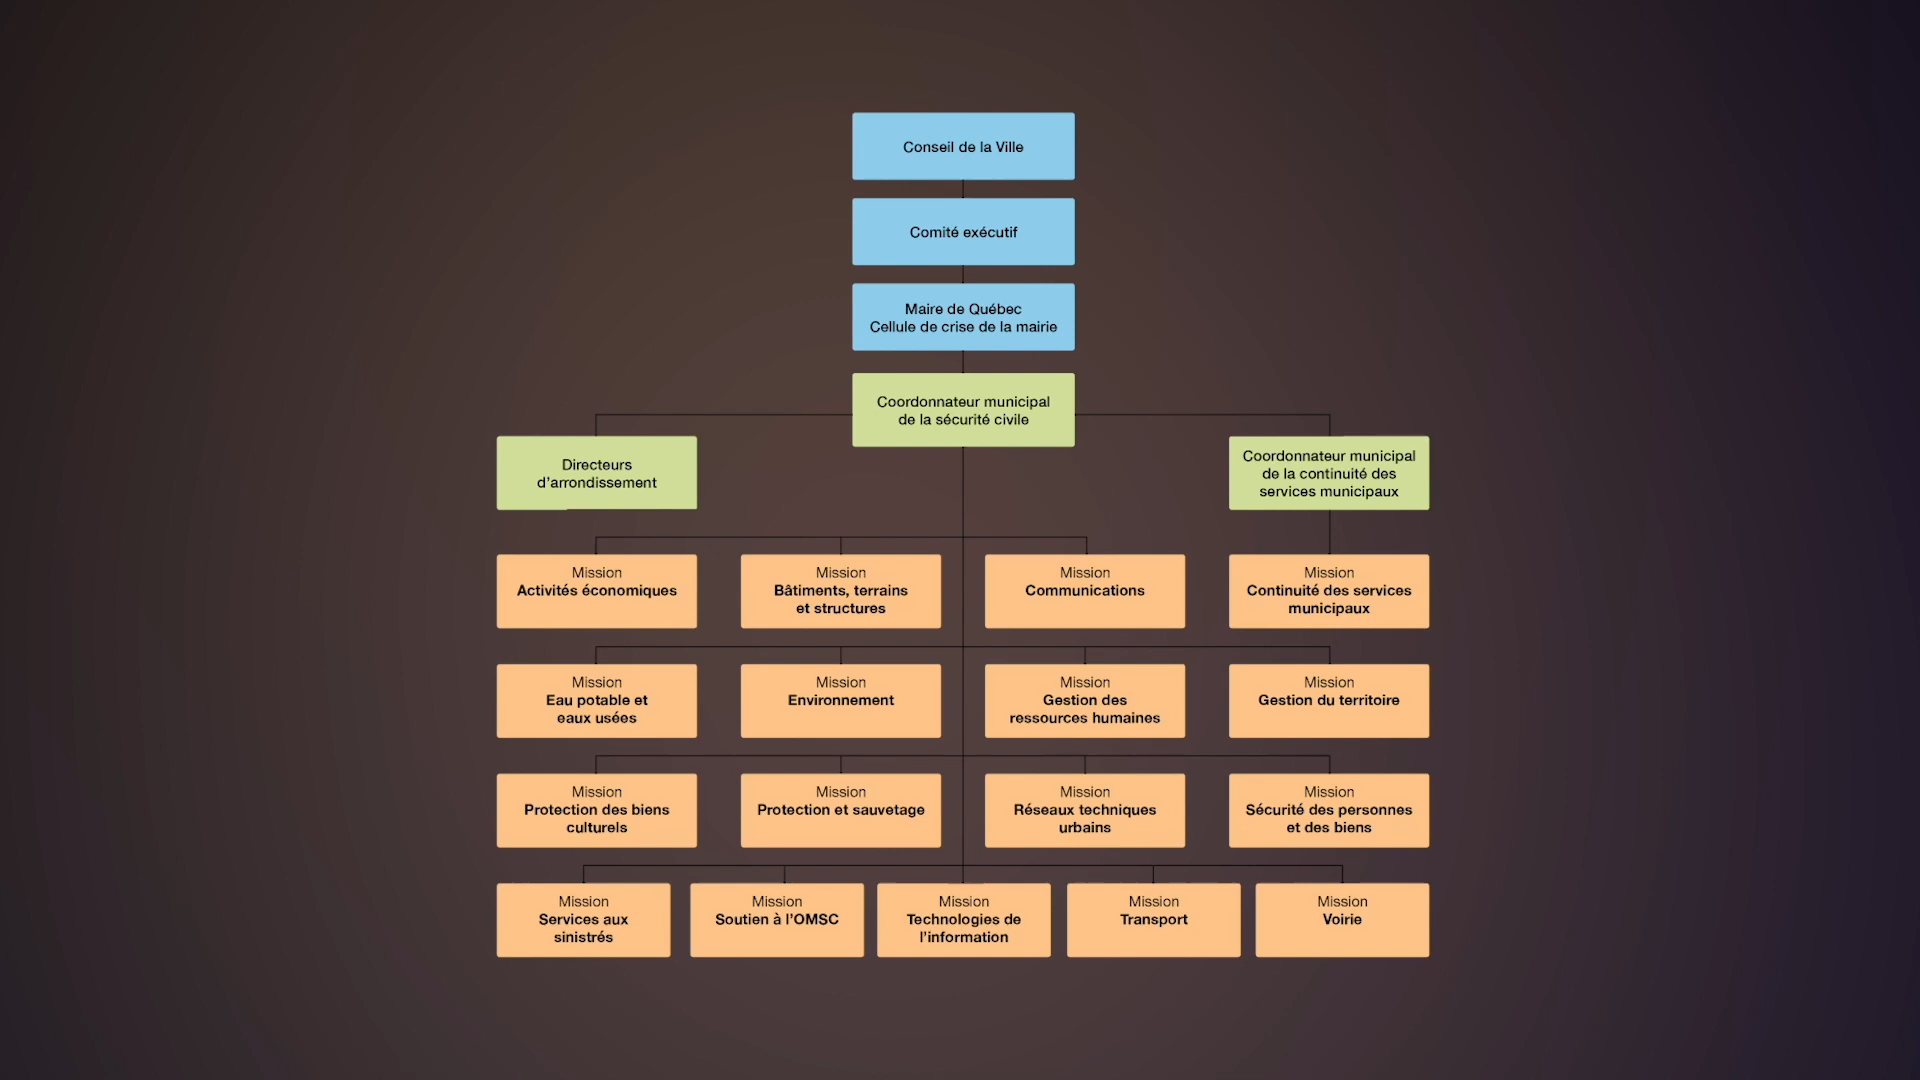 Conseil de la Ville
Comité exécutif
Maire de Québec
Cellule de crise de la mairie
Coordonnateur municipal
de la sécurité civile
Directeurs
d’arrondissement
Coordonnateur municipal
de la continuité des
services municipaux
Mission
Activités économiques
Mission
Bâtiments, terrains
et structures
Mission
Communications
Mission
Continuité des services
municipaux
Mission
Eau potable et
eaux usées
Mission
Environnement
Mission
Gestion des
ressources humaines
Mission
Gestion du territoire
Mission
Protection des biens
culturels
Mission
Protection et sauvetage
Mission
Réseaux techniques
urbains
Mission
Sécurité des personnes
et des biens
Mission
Services aux
sinistrés
Mission
Soutien à l’OMSC
Mission
Technologies de
l’information
Mission
Transport
Mission
Voirie